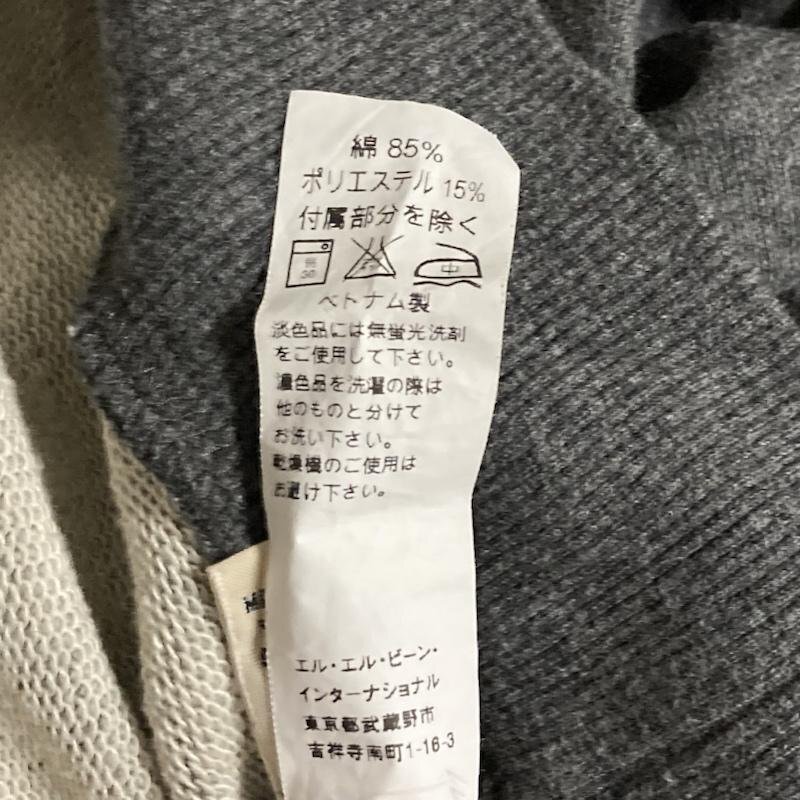 綿 85%
ポリエステル 15%
付属部分を除く
弱
30
中
ベトナム製
淡色品には無蛍光洗剤
をご使用して下さい。
濃色品を洗濯の際は
他のものと分けて
お洗い下さい。
乾燥機のご使用は
お避け下さい。
エル・エル・ビーン・
インターナショナル
東京都武蔵野市
吉祥寺南町1-16-3